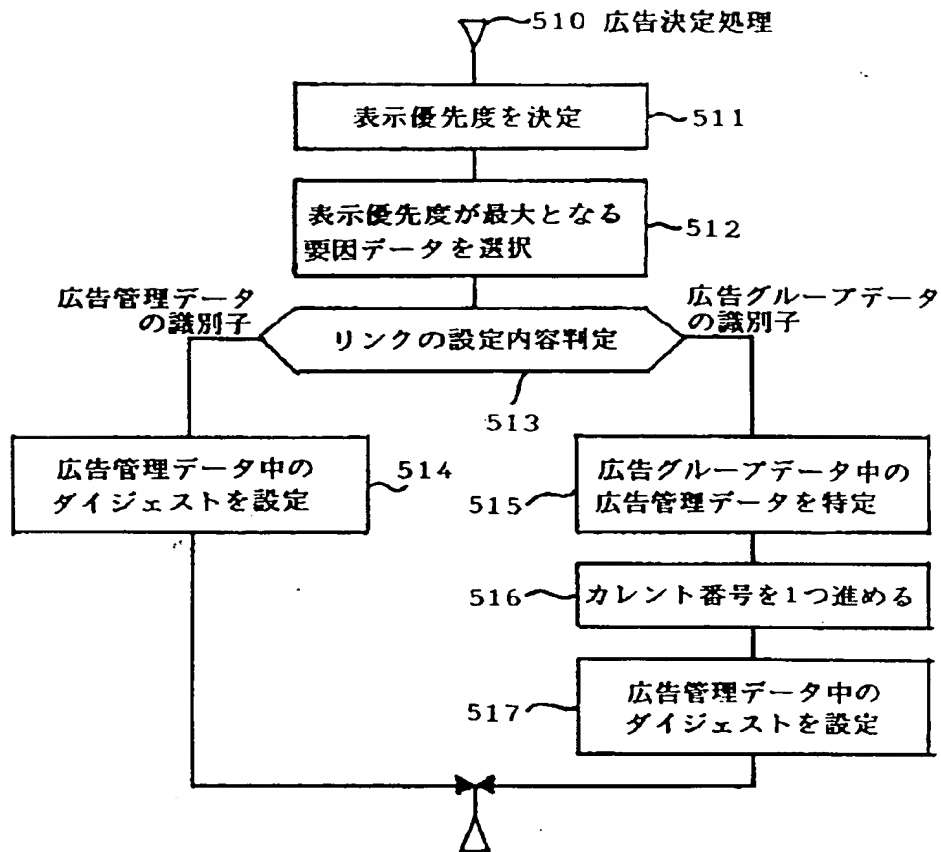 510 広告決定処理
表示優先度を決定
511
表示優先度が最大となる
要因データを選択
512
広告管理データ
の識別子
広告グループデータ
の識別子
リンクの設定内容判定
513
広告管理データ中の
ダイジェストを設定
514
広告グループデータ中の
広告管理データを特定
515
516
カレント番号を1つ進める
517
広告管理データ中の
ダイジェストを設定